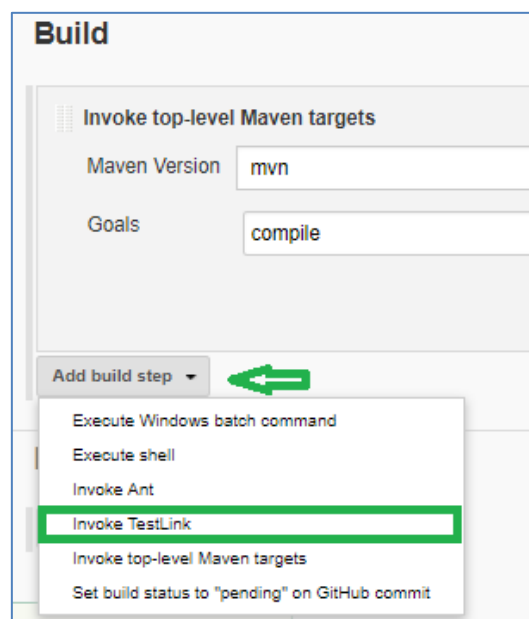 Build
Invoke top-level Maven targets
Maven Version
mvn
Goals
compile
Add build step
Execute Windows batch command
Execute shell
Invoke Ant
Invoke TestLink
Invoke top-level Maven targets
Set build status to "pending" on GitHub commit